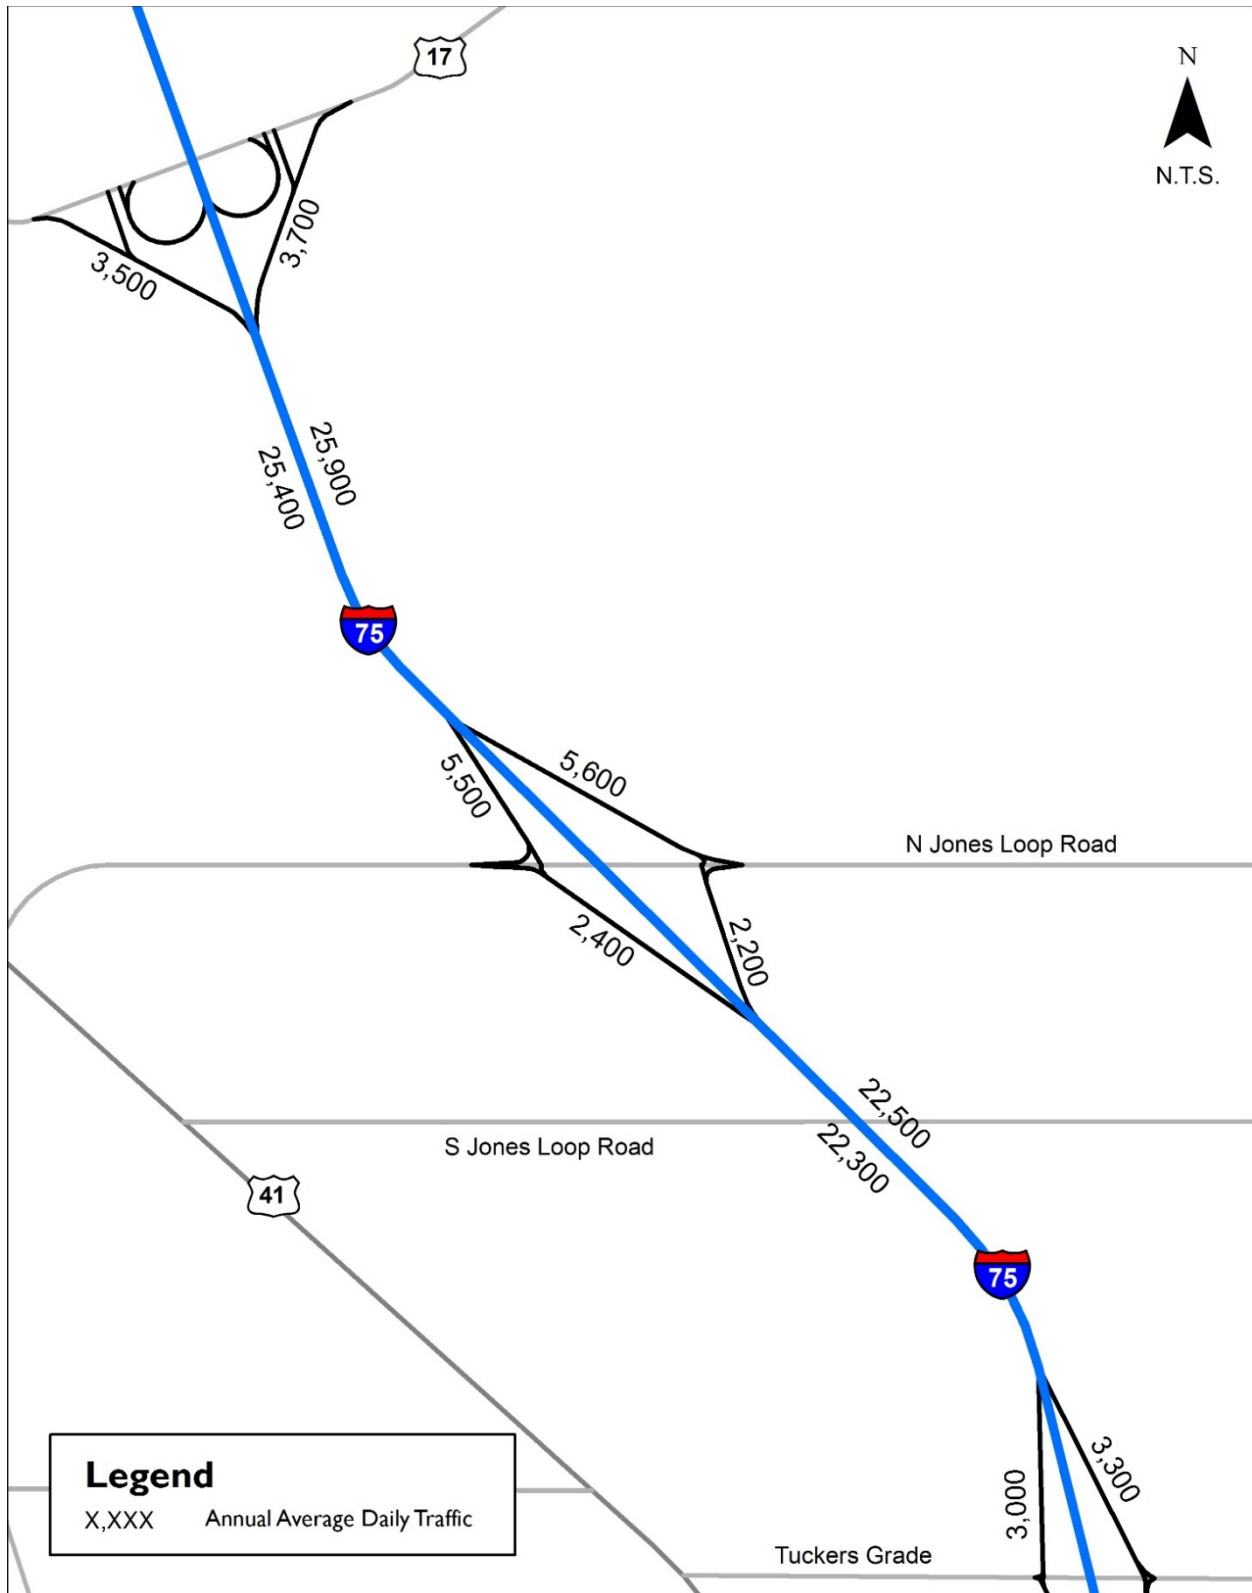 17
N
N.T.S.
3,700
3,500
25,900
25,400
75
5,600
5,500
N Jones Loop Road
2,400
2,200
22,500
22,300
S Jones Loop Road
41
75
3,300
3,000
Legend
X,XXX Annual Average Daily Traffic
Tuckers Grade